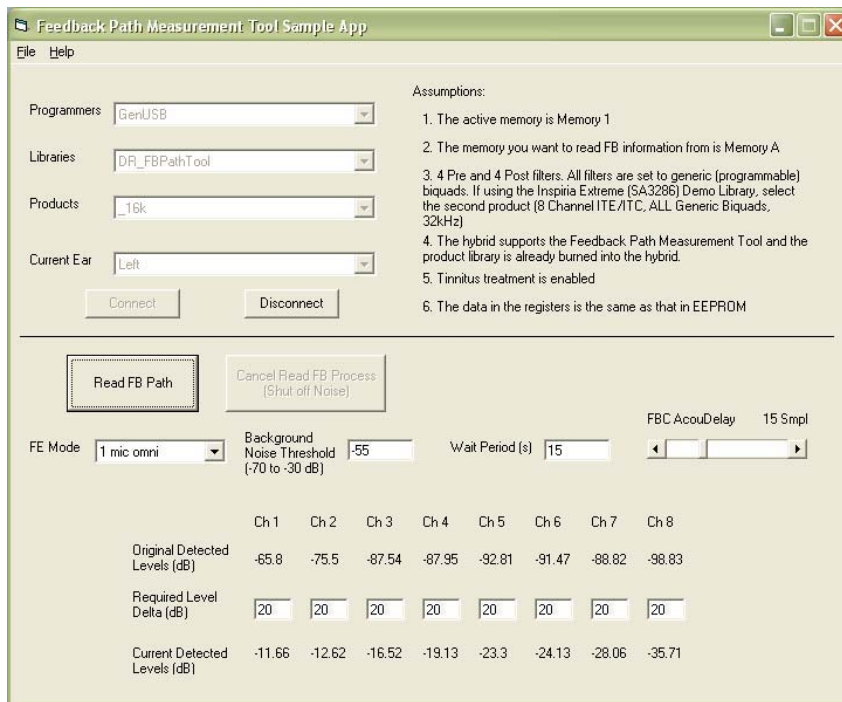 Feedback Path Measurement Tool Sample App
File Help
Programmers GenUSB
Libraries DR_FBPathTool
Products _16k
Current Ear Left
Connect Disconnect
Assumptions:
1. The active memory is Memory 1
2. The memory you want to read FB information from is Memory A
3. 4 Pre and 4 Post filters. All filters are set to generic (programmable)
biquads. If using the Inspiria Extreme (SA3286) Demo Library, select
the second product (8 Channel ITE/ITC, ALL Generic Biquads,
32kHz)
4. The hybrid supports the Feedback Path Measurement Tool and the
product library is already burned into the hybrid.
5. Tinnitus treatment is enabled
6. The data in the registers is the same as that in EEPROM
Read FB Path
Cancel Read FB Process
(Shut off Noise)
FE Mode 1 mic omni
Background
Noise Threshold
(-70 to -30 dB)
-55
Wait Period (s) 15
FBC AcouDelay 15 Smpl
Ch 1 Ch 2 Ch 3 Ch 4 Ch 5 Ch 6 Ch 7 Ch 8
Original Detected
Levels (dB)
-65.8 -75.5 -87.54 -87.95 -92.81 -91.47 -88.82 -98.83
Required Level
Delta (dB)
20 20 20 20 20 20 20 20
Current Detected
Levels (dB)
-11.66 -12.62 -16.52 -19.13 -23.3 -24.13 -28.06 -35.71